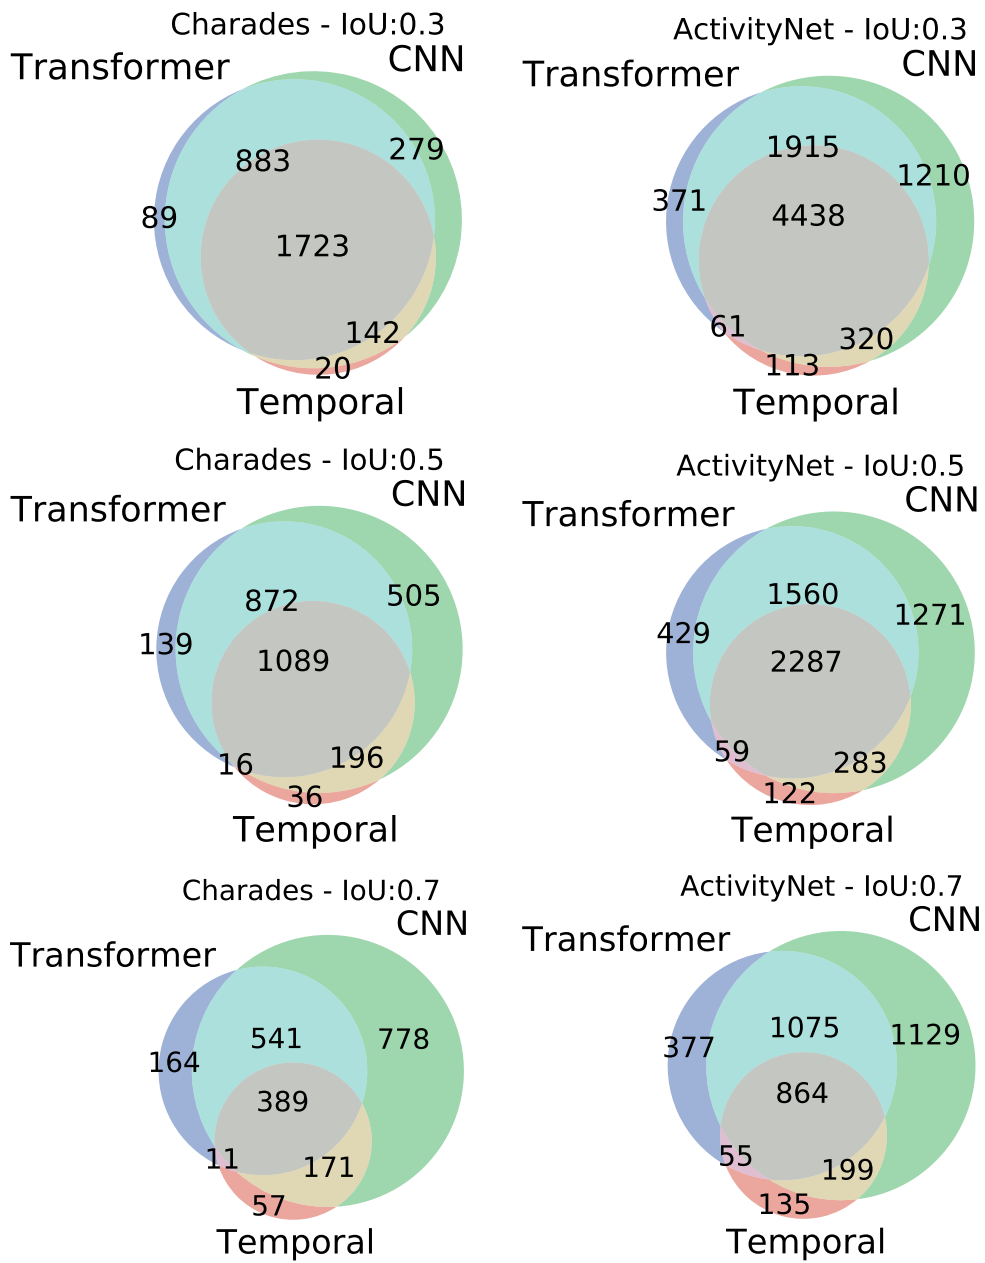 Charades - IoU:0.3
Transformer
CNN
883
279
89
1723
142
20
Temporal
ActivityNet - IoU:0.3
Transformer
CNN
1915
1210
371
4438
61
320
113
Temporal
Charades - IoU:0.5
Transformer
CNN
872
505
139
1089
16
196
36
Temporal
ActivityNet - IoU:0.5
Transformer
CNN
1560
1271
429
2287
59
283
122
Temporal
Charades - IoU:0.7
Transformer
CNN
541
778
164
389
11
171
57
Temporal
ActivityNet - IoU:0.7
Transformer
CNN
1075
1129
377
864
55
199
135
Temporal